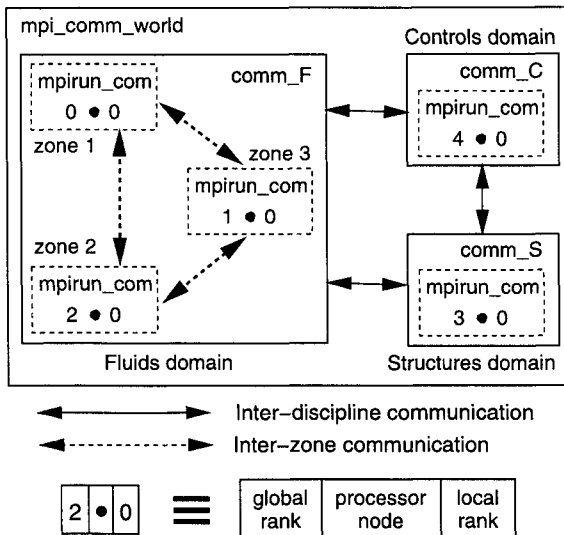 mpi_comm_world
Controls domain
comm_F
comm_C
mpirun_com
0 ● 0
zone 1
mpirun_com
4 ● 0
zone 3
mpirun_com
1 ● 0
zone 2
mpirun_com
2 ● 0
comm_S
mpirun_com
3 ● 0
Fluids domain
Structures domain
Inter-discipline communication
Inter-zone communication
2 ● 0 ≡
global rank
processor node
local rank